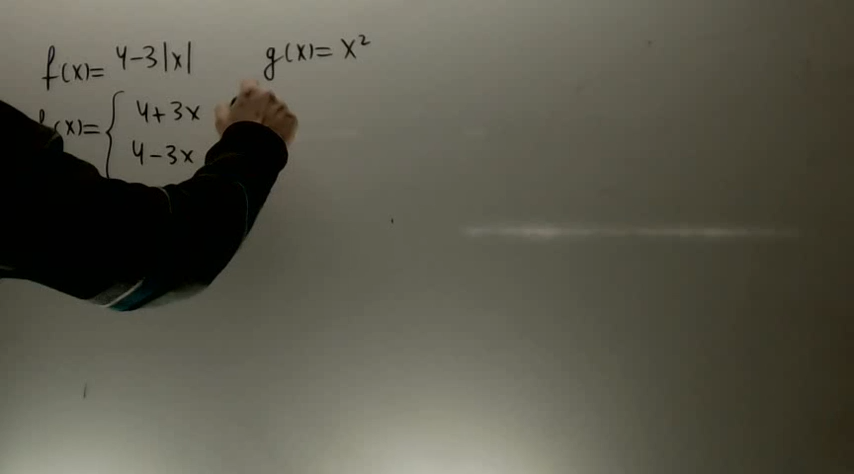 f(x)= 4-3|x| g(x)= x²
f(x)= { 4+3x
4-3x